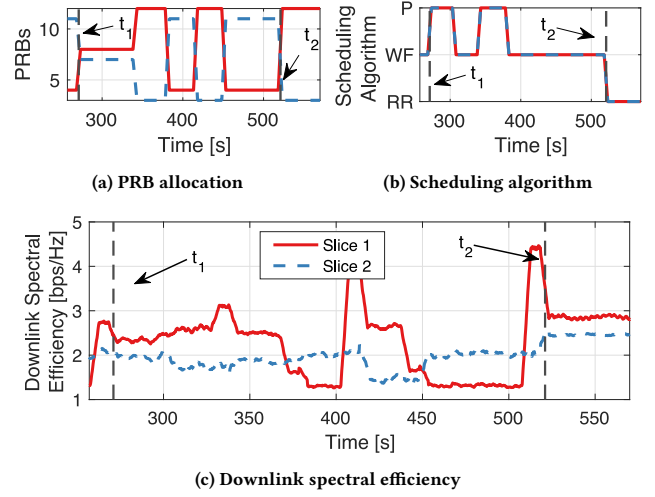 11
PRBs
5
t1
t2
300
400
500
Time [s]
(a) PRB allocation
P
WF
RR
Scheduling
Algorithm
t2
t1
300
400
500
Time [s]
(b) Scheduling algorithm
5
4
3
2
1
Downlink Spectral
Efficiency [bps/Hz]
t1
Slice 1
Slice 2
t2
300
350
400
450
500
550
Time [s]
(c) Downlink spectral efficiency